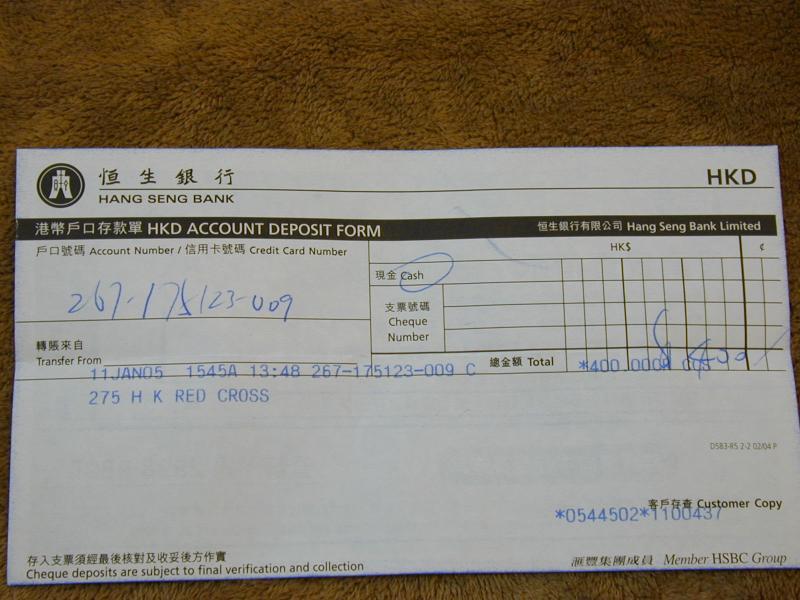 恒生銀行
HANG SENG BANK
HKD
港幣戶口存款單 HKD ACCOUNT DEPOSIT FORM
恒生銀行有限公司 Hang Seng Bank Limited
戶口號碼 Account Number / 信用卡號碼 Credit Card Number
HK$ ¢
現金 Cash
267-175123-009
支票號碼
Cheque
Number
轉賬來自
Transfer From
總金額 Total
$400
11JAN05 1545A 13:48 267-175123-009 C *400.00
275 H K RED CROSS
D583-R5 2-2 02/04 P
客戶存查 Customer Copy
*0544502*1100437
存入支票須經最後核對及收妥後方作實
Cheque deposits are subject to final verification and collection
滙豐集團成員 Member HSBC Group